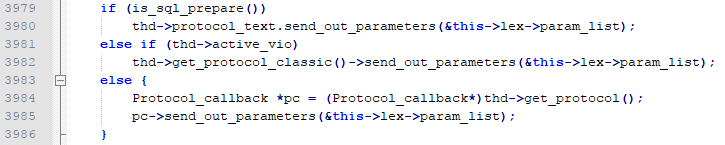 3979 if (is_sql_prepare())
3980 thd->protocol_text.send_out_parameters(&this->lex->param_list);
3981 else if (thd->active_vio)
3982 thd->get_protocol_classic()->send_out_parameters(&this->lex->param_list);
3983 else {
3984 Protocol_callback *pc = (Protocol_callback*)thd->get_protocol();
3985 pc->send_out_parameters(&this->lex->param_list);
3986 }